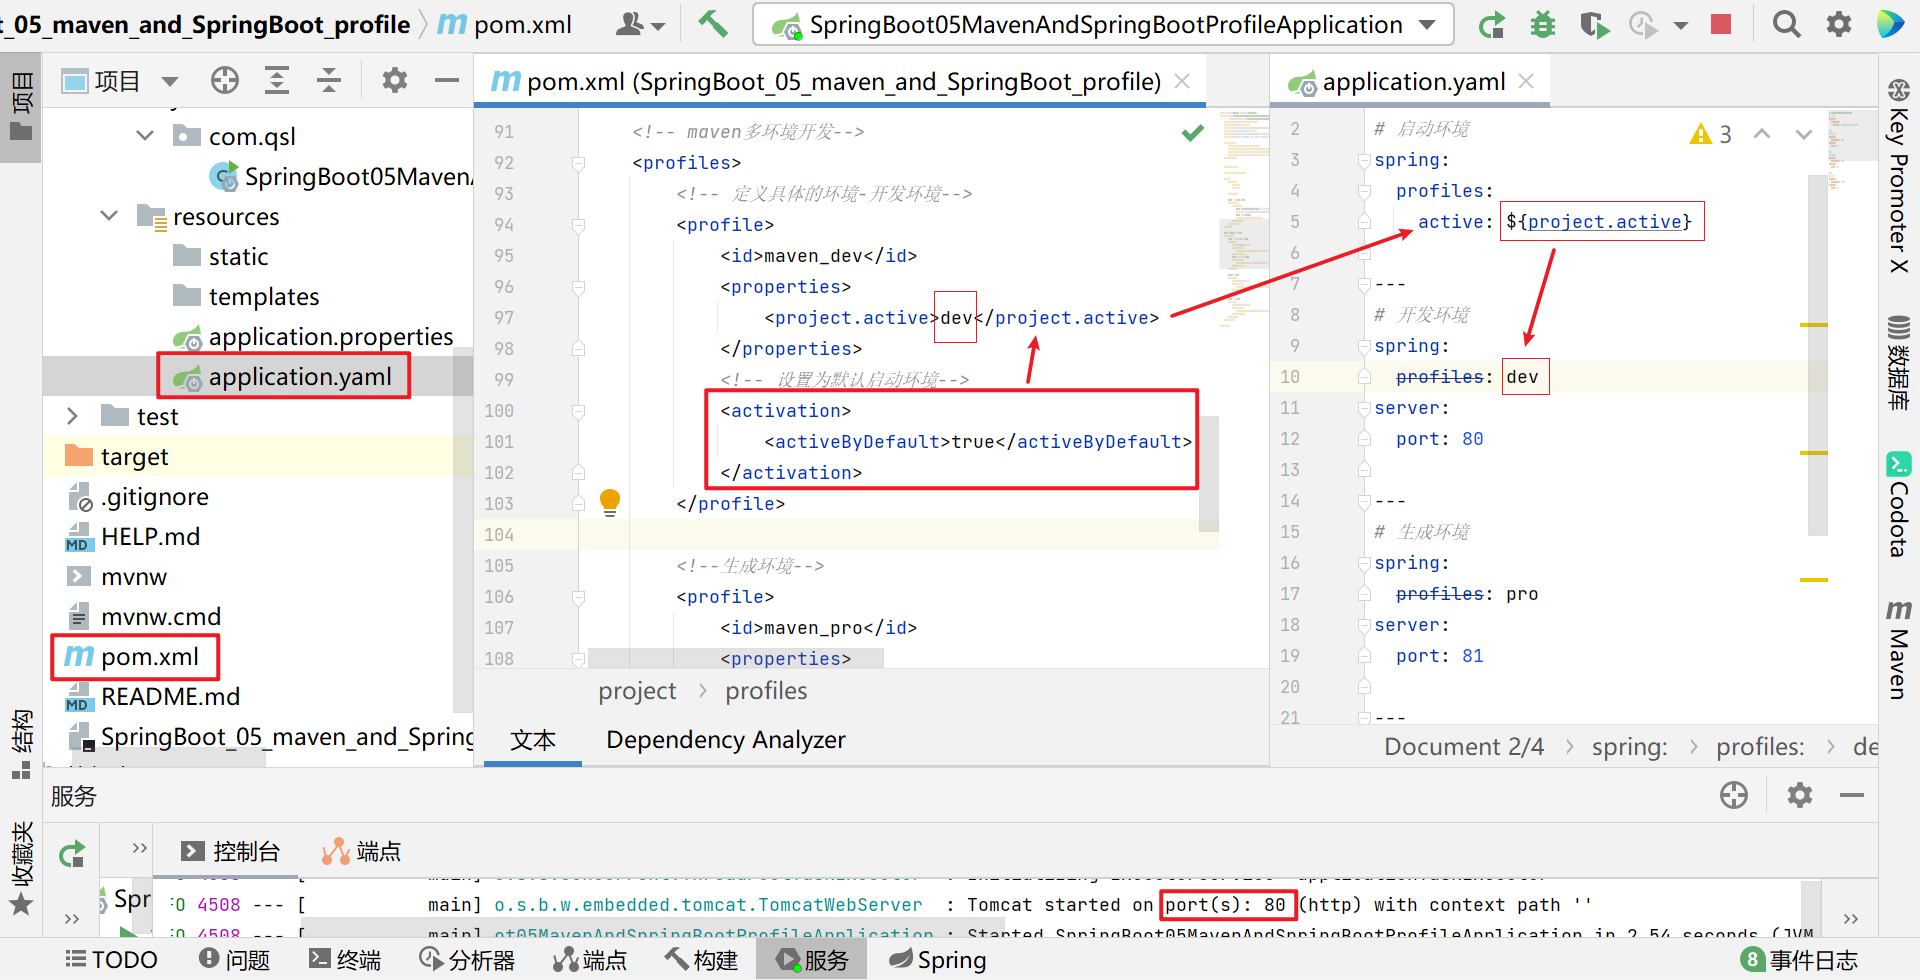 t_05_maven_and_SpringBoot_profile
pom.xml
SpringBoot05MavenAndSpringBootProfileApplication
项目
项目
com.qsl
SpringBoot05MavenA
resources
static
templates
application.properties
application.yaml
test
target
.gitignore
HELP.md
mvnw
mvnw.cmd
pom.xml
README.md
SpringBoot_05_maven_and_Spring
结构
收藏夹
pom.xml (SpringBoot_05_maven_and_SpringBoot_profile)
91 <!-- maven多环境开发-->
92 <profiles>
93 <!-- 定义具体的环境-开发环境-->
94 <profile>
95 <id>maven_dev</id>
96 <properties>
97 <project.active>dev</project.active>
98 </properties>
99 <!-- 设置为默认启动环境-->
100 <activation>
101 <activeByDefault>true</activeByDefault>
102 </activation>
103 </profile>
104
105 <!--生成环境-->
106 <profile>
107 <id>maven_pro</id>
108 <properties>
project > profiles
文本 Dependency Analyzer
application.yaml
3
2 # 启动环境
3 spring:
4 profiles:
5 active: ${project.active}
6
7 ---
8 # 开发环境
9 spring:
10 profiles: dev
11 server:
12 port: 80
13
14 ---
15 # 生成环境
16 spring:
17 profiles: pro
18 server:
19 port: 81
20
21 ---
Document 2/4 > spring: > profiles: > de
Key Promoter X
数据库
Codota
Maven
服务
控制台
端点
Spr
FO 4508 --- [ main] o.s.b.w.embedded.tomcat.TomcatWebServer : Tomcat started on port(s): 80 (http) with context path ''
FO 4508 --- [ main] ot05MavenAndSpringBootProfileApplication : Started SpringBoot05MavenAndSpringBootProfileApplication in 2.54 seconds (JVM
TODO 问题 终端 分析器 端点 构建 服务 Spring 8 事件日志